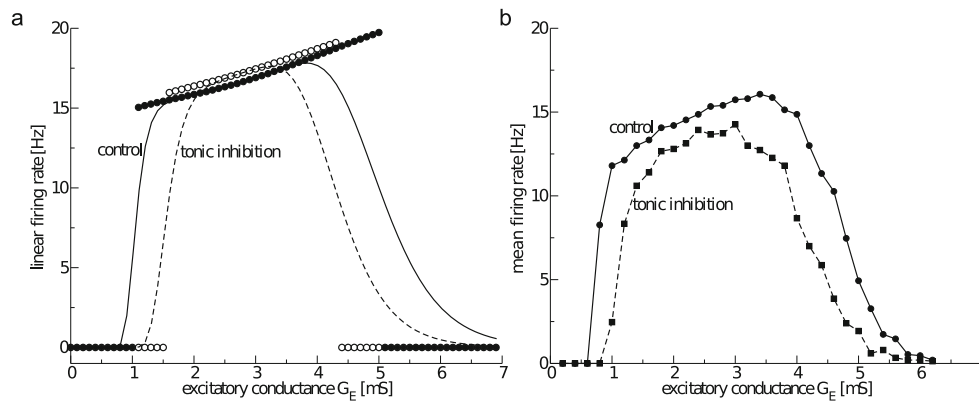 a
20
15
10
5
0
linear firing rate [Hz]
control
tonic inhibition
0 1 2 3 4 5 6 7
excitatory conductance G_E [mS]
b
20
15
10
5
0
mean firing rate [Hz]
control
tonic inhibition
1 2 3 4 5 6
excitatory conductance G_E [mS]